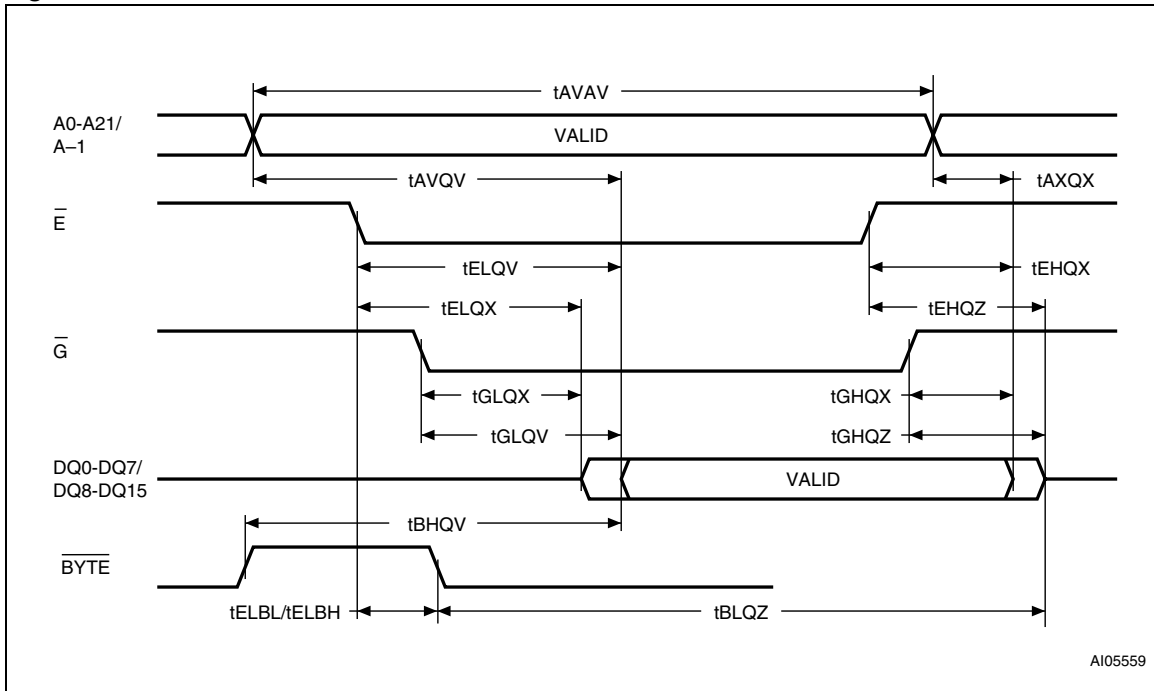 tAVAV
A0-A21/
A–1
VALID
tAVQV
tAXQX
E
tELQV
tEHQX
tELQX
tEHQZ
G
tGLQX
tGHQX
tGLQV
tGHQZ
DQ0-DQ7/
DQ8-DQ15
VALID
tBHQV
BYTE
tELBL/tELBH
tBLQZ
AI05559